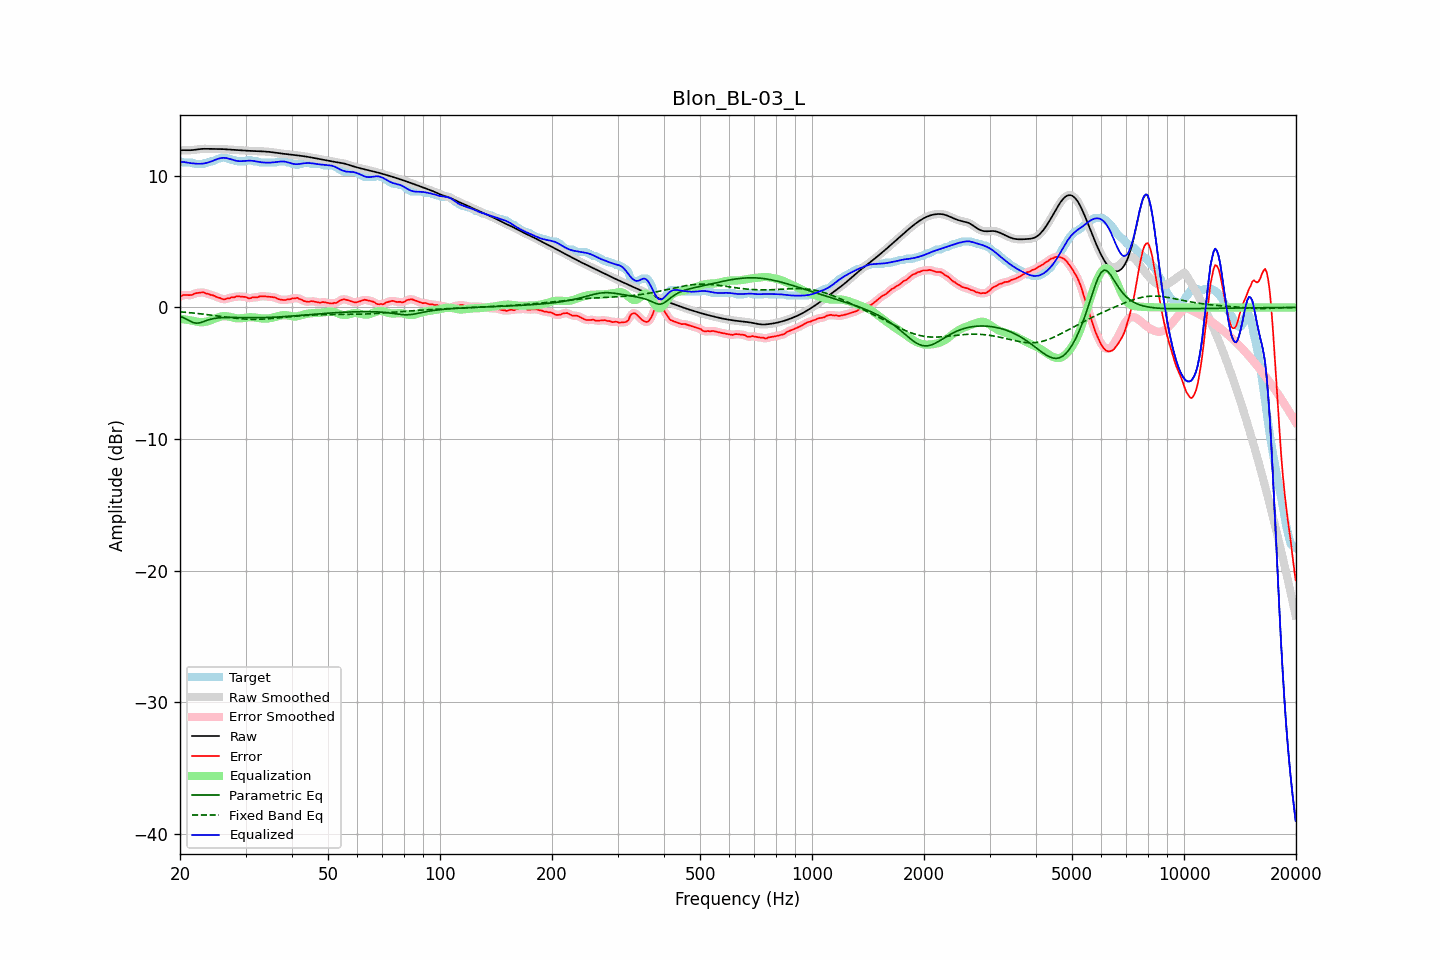 Blon_BL-03_L
Amplitude (dBr)
10
0
−10
−20
−30
−40
Target
Raw Smoothed
Error Smoothed
Raw
Error
Equalization
Parametric Eq
Fixed Band Eq
Equalized
20 50 100 200 500 1000 2000 5000 10000 20000
Frequency (Hz)